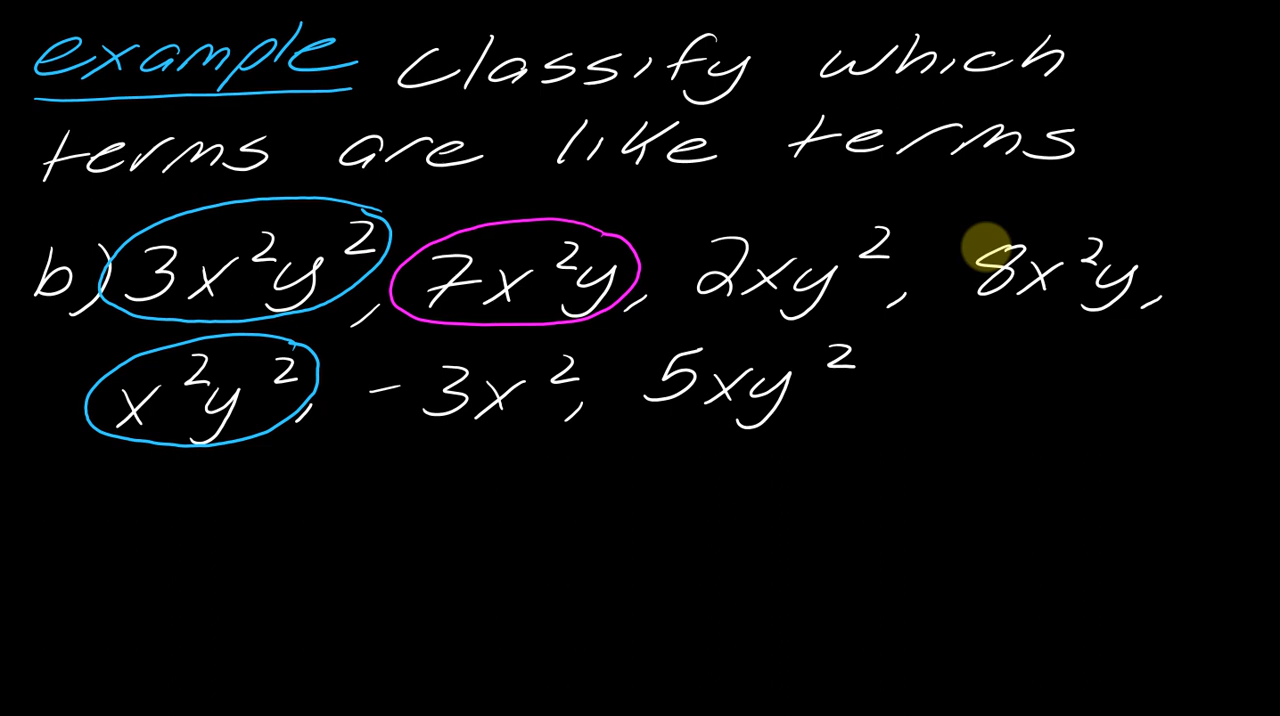 example Classify which
terms are like terms
b) 3x²y², 7x²y, 2xy², 8x²y,
x²y², -3x², 5xy²